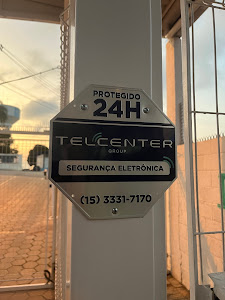 PROTEGIDO
24H
TELCENTER
GROUP
SEGURANÇA ELETRÔNICA
(15) 3331-7170